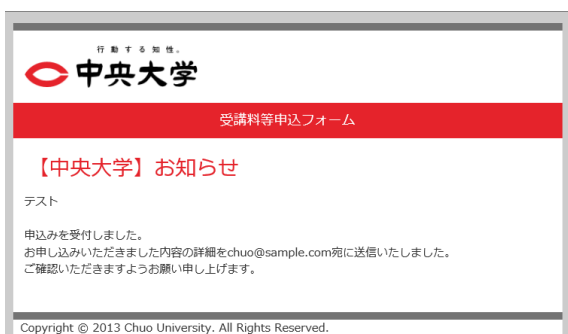 行動する知性。
中央大学
受講料等申込フォーム
【中央大学】お知らせ
テスト
申込みを受付しました。
お申し込みいただきました内容の詳細をchuo@sample.com宛に送信いたしました。
ご確認いただきますようお願い申し上げます。
Copyright © 2013 Chuo University. All Rights Reserved.